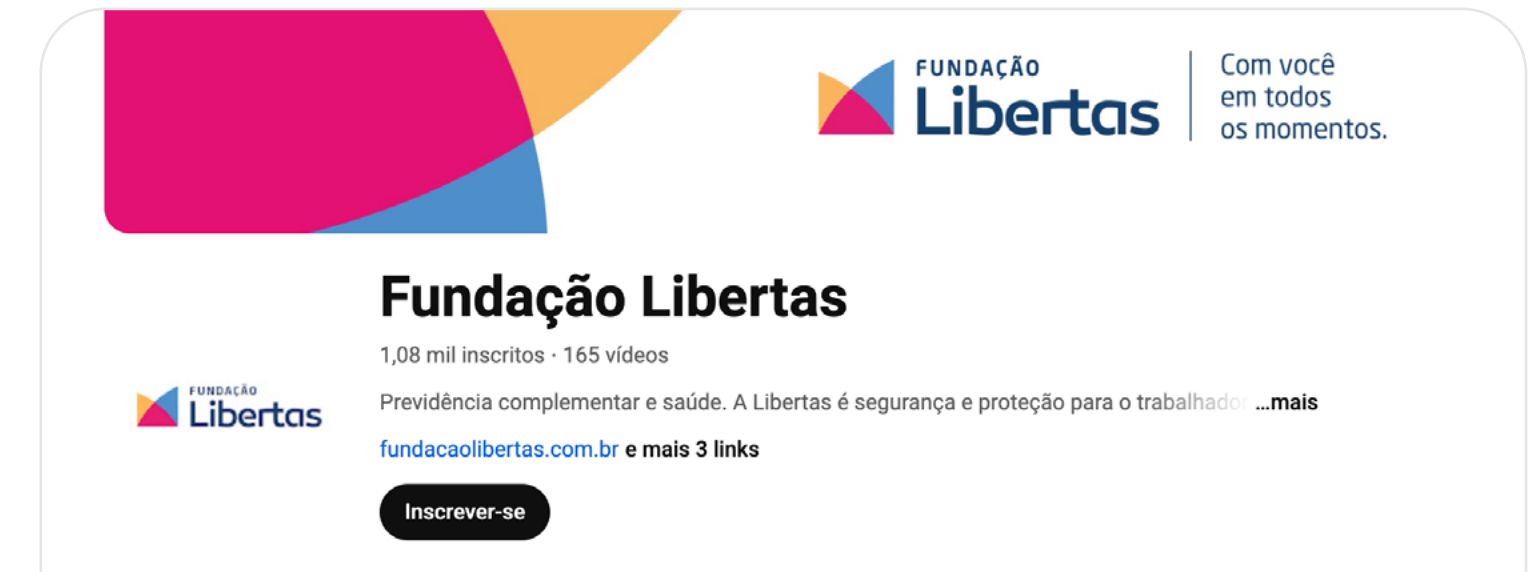 FUNDAÇÃO
Libertas
Com você
em todos
os momentos.
Fundação Libertas
1,08 mil inscritos · 165 vídeos
FUNDAÇÃO
Libertas
Previdência complementar e saúde. A Libertas é segurança e proteção para o trabalhador ...mais
fundacaolibertas.com.br e mais 3 links
Inscrever-se